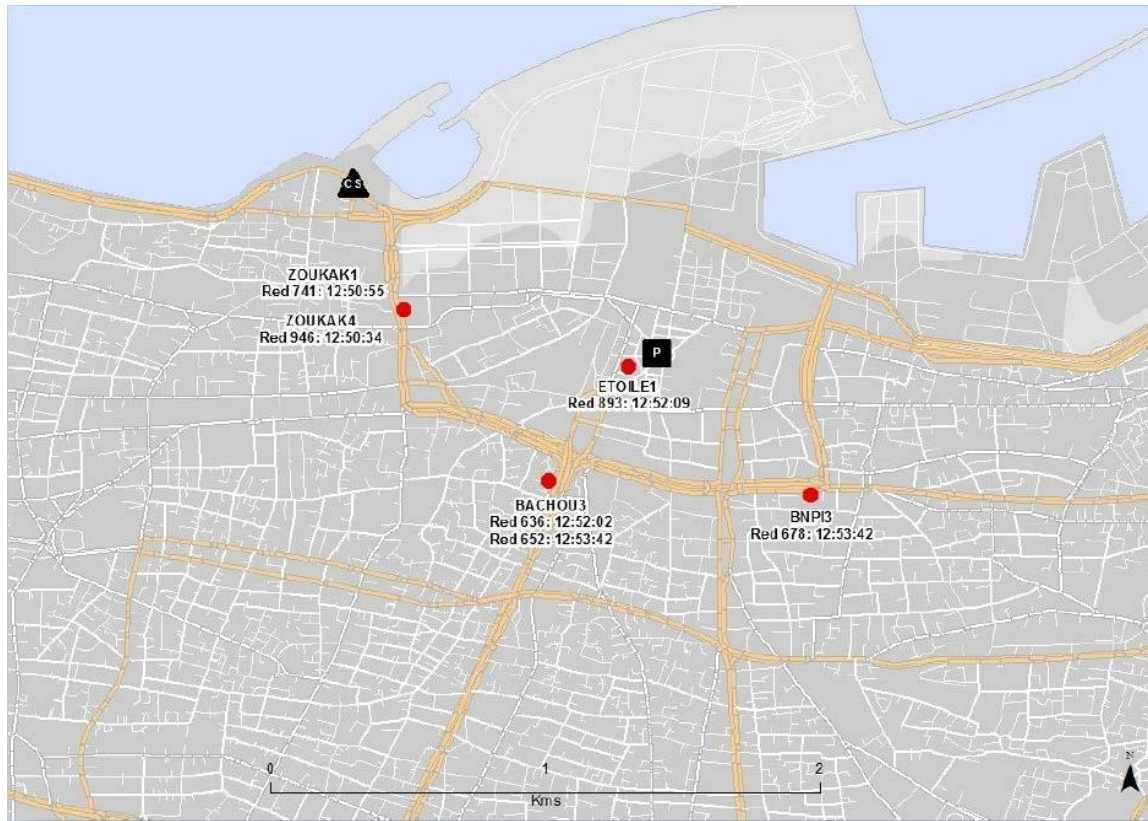 CS
ZOUKAK1
Red 741: 12:50:55
ZOUKAK4
Red 946: 12:50:34
P
ETOILE1
Red 893: 12:52:09
BACHOU3
Red 636: 12:52:02
Red 652: 12:53:42
BNPI3
Red 678: 12:53:42
0 1 2
Kms
N